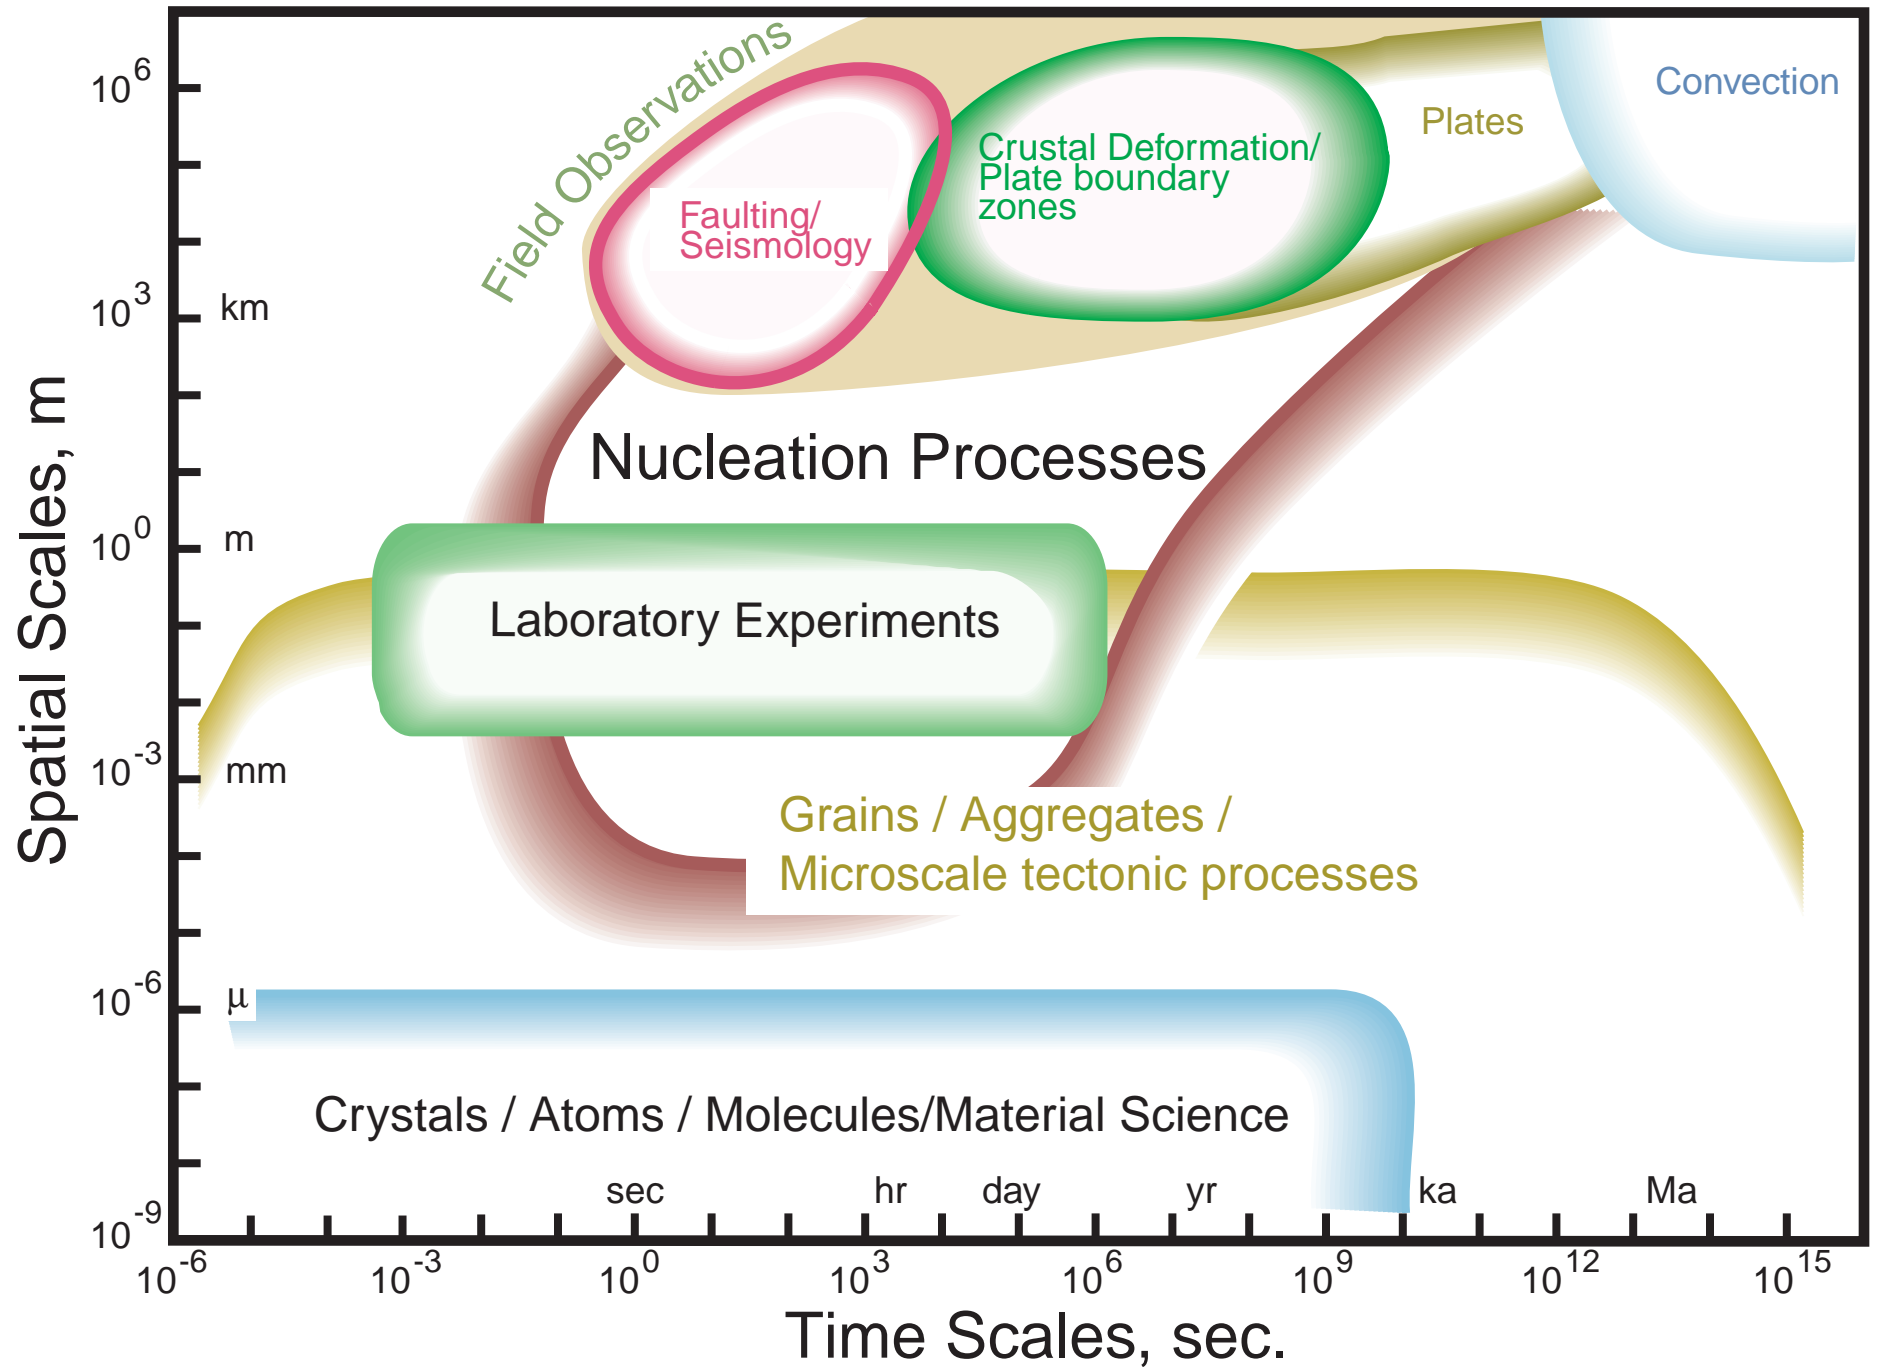 Field Observations
Convection
Plates
Crustal Deformation/
Plate boundary
zones
Faulting/
Seismology
Nucleation Processes
Laboratory Experiments
Grains / Aggregates /
Microscale tectonic processes
Crystals / Atoms / Molecules/Material Science
Spatial Scales, m
10^6
10^3 km
10^0 m
10^-3 mm
10^-6 μ
10^-9
sec hr day yr ka Ma
10^-6 10^-3 10^0 10^3 10^6 10^9 10^12 10^15
Time Scales, sec.